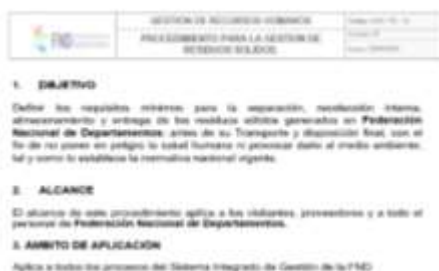 GESTIÓN DE RECURSOS HUMANOS
PROCEDIMIENTO PARA LA GESTIÓN DE
RESIDUOS SOLIDOS
FND
1. OBJETIVO
Definir los requisitos mínimos para la separación, recolección interna,
almacenamiento y entrega de los residuos sólidos generados en Federación
Nacional de Departamentos; antes de su Transporte y disposición final, con el
fin de no poner en peligro la salud humana ni provocar daño al medio ambiente,
tal y como lo establece la normativa nacional vigente.
2. ALCANCE
El alcance de este procedimiento aplica a los visitantes, proveedores y a todo el
personal de Federación Nacional de Departamentos.
3. AMBITO DE APLICACIÓN
Aplica a todos los procesos del Sistema Integrado de Gestión de la FND